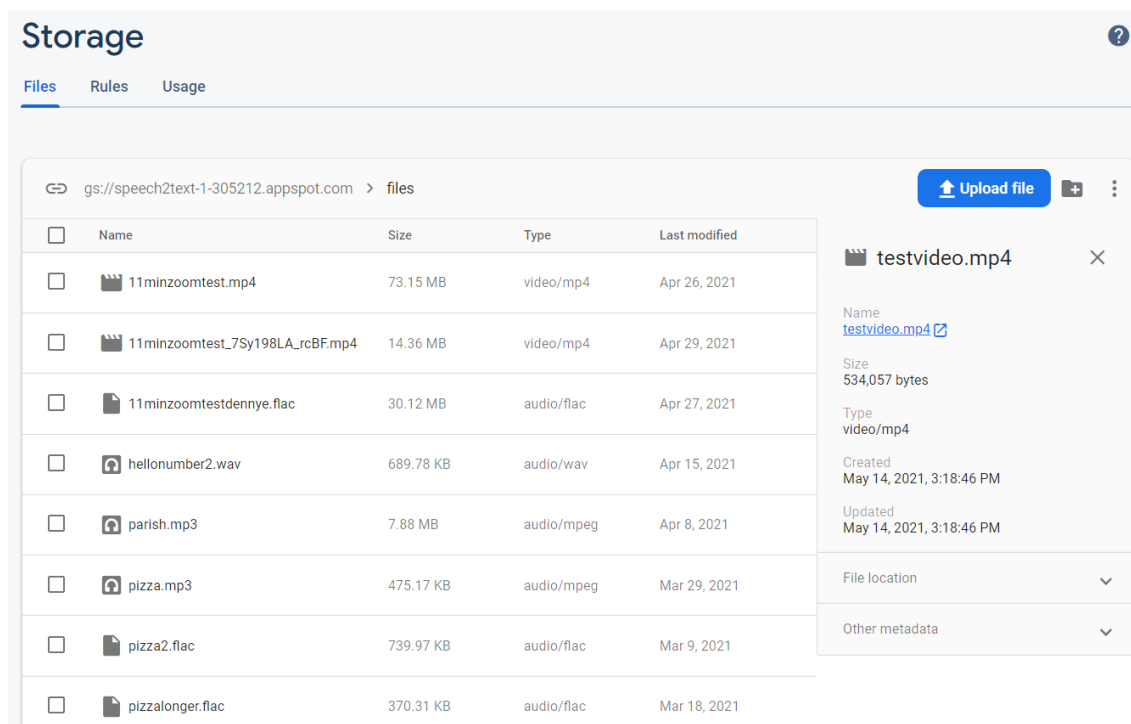 Storage
Files Rules Usage
gs://speech2text-1-305212.appspot.com > files
Upload file
Name Size Type Last modified
11minzoomtest.mp4 73.15 MB video/mp4 Apr 26, 2021
11minzoomtest_7Sy198LA_rcBF.mp4 14.36 MB video/mp4 Apr 29, 2021
11minzoomtestdennye.flac 30.12 MB audio/flac Apr 27, 2021
hellonumber2.wav 689.78 KB audio/wav Apr 15, 2021
parish.mp3 7.88 MB audio/mpeg Apr 8, 2021
pizza.mp3 475.17 KB audio/mpeg Mar 29, 2021
pizza2.flac 739.97 KB audio/flac Mar 9, 2021
pizzalonger.flac 370.31 KB audio/flac Mar 18, 2021
testvideo.mp4
Name
testvideo.mp4
Size
534,057 bytes
Type
video/mp4
Created
May 14, 2021, 3:18:46 PM
Updated
May 14, 2021, 3:18:46 PM
File location
Other metadata